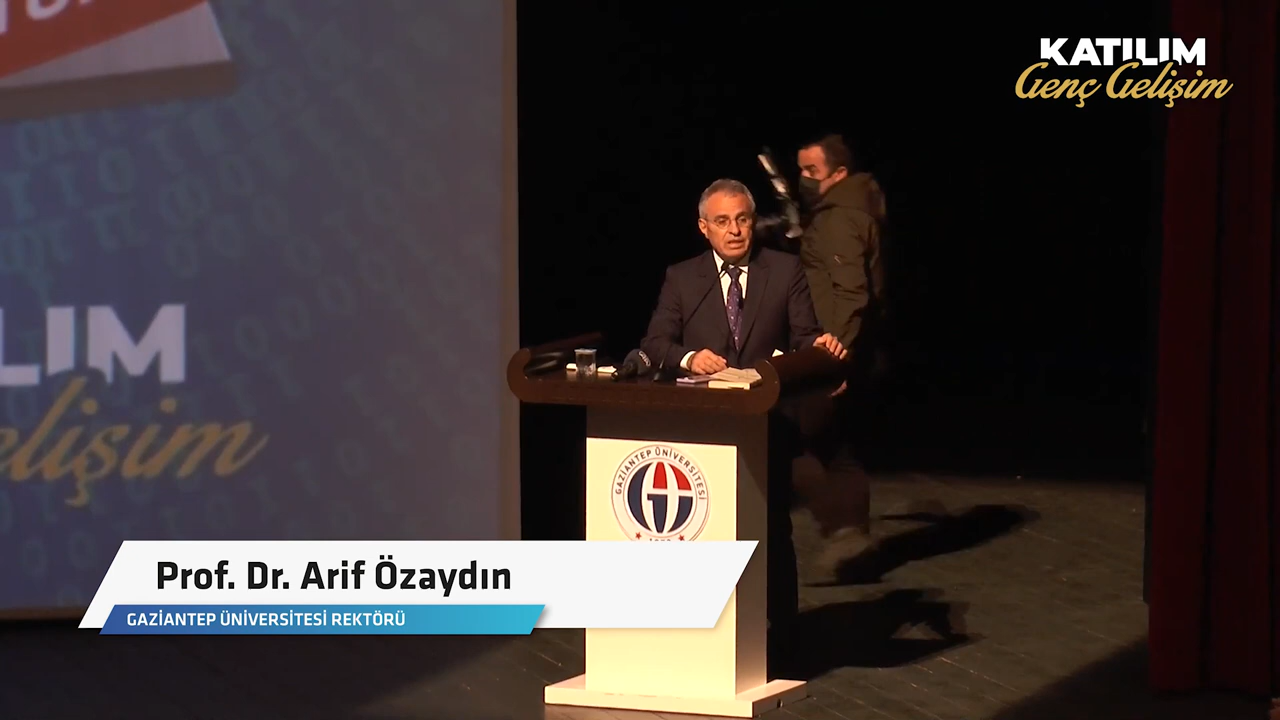 KATILIM
Genç Gelişim
LIM
elişim
GAZİANTEP ÜNİVERSİTESİ
Prof. Dr. Arif Özaydın
GAZİANTEP ÜNİVERSİTESİ REKTÖRÜ